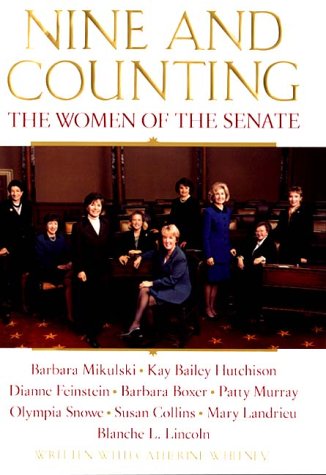 NINE AND
COUNTING
THE WOMEN OF THE SENATE
Barbara Mikulski • Kay Bailey Hutchison
Dianne Feinstein • Barbara Boxer • Patty Murray
Olympia Snowe • Susan Collins • Mary Landrieu
Blanche L. Lincoln
WRITTEN WITH CATHERINE WHITNEY